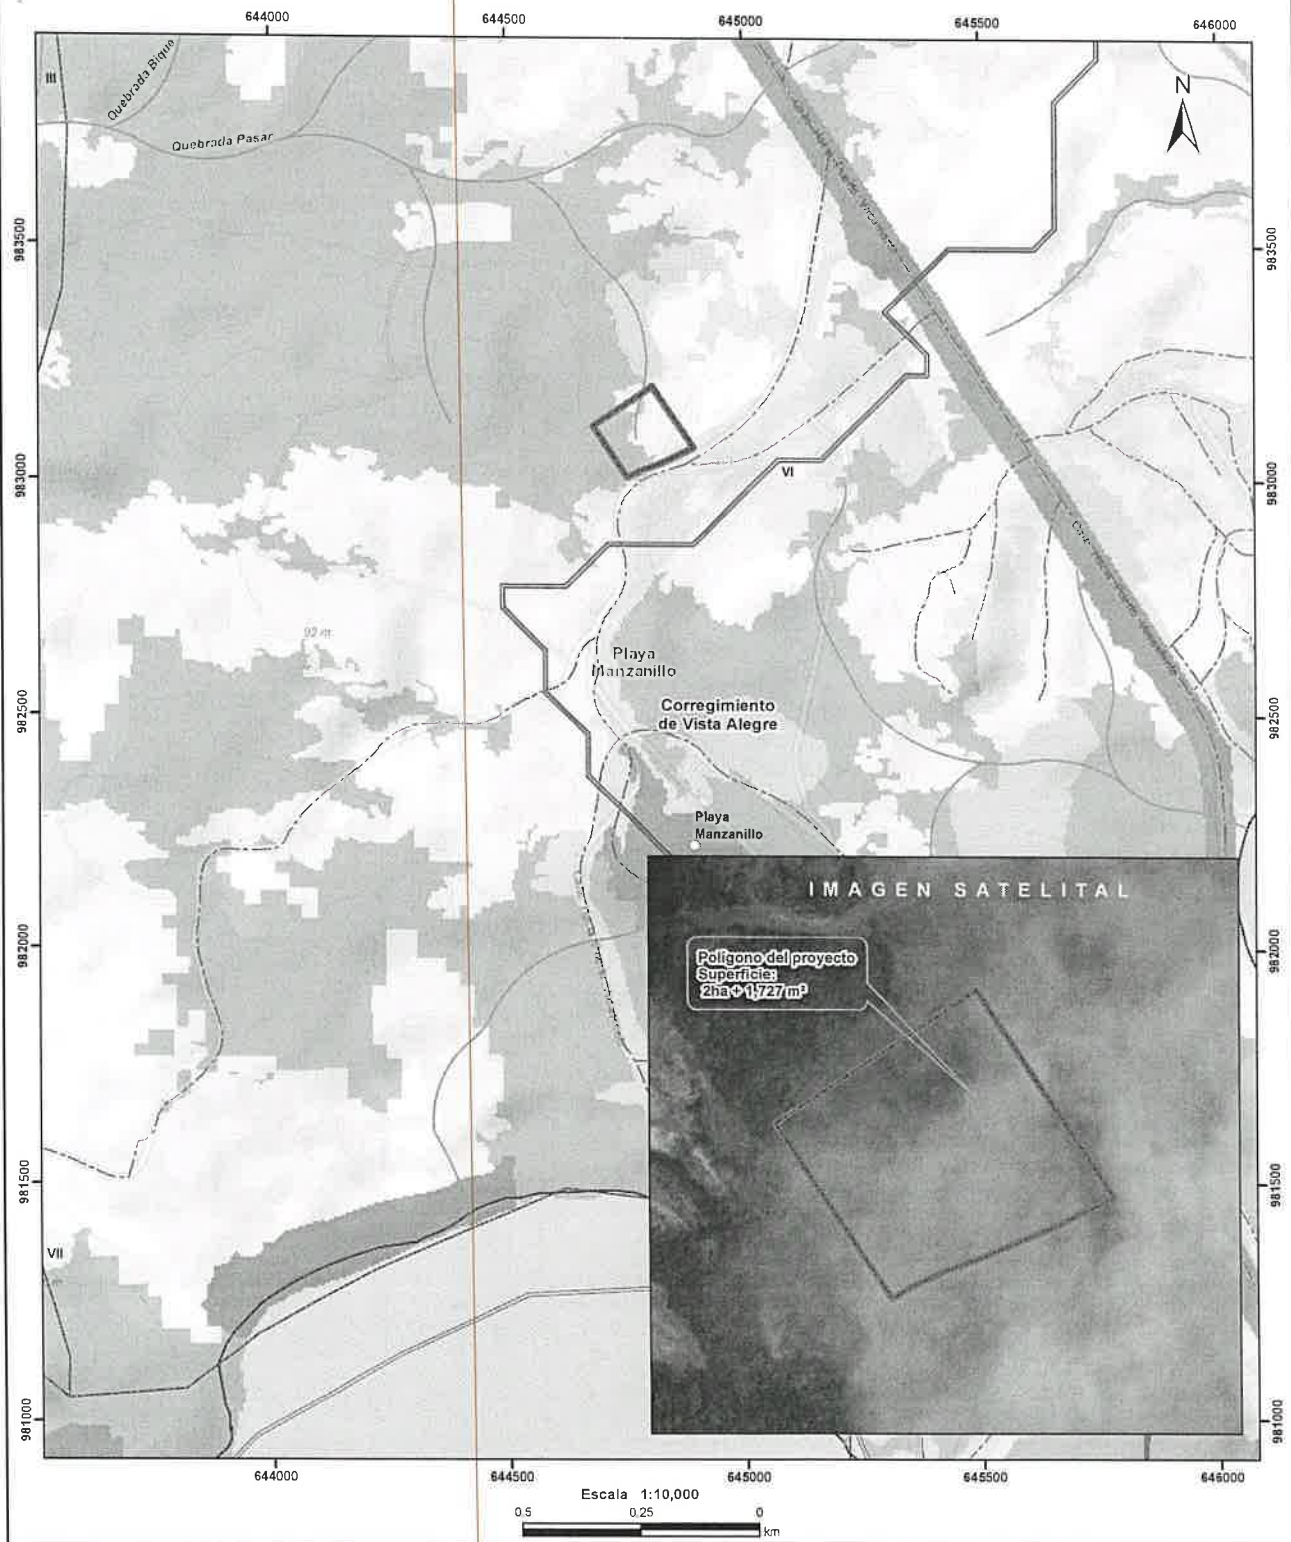 644000 644500 645000 645500 646000
III
Quebrada Bique
N
Quebrada Pasar
983500 983500
983000 983000
VI
92 m
Playa
Manzanillo
Corregimiento
de Vista Alegre
982500 982500
Playa
Manzanillo
IMAGEN SATELITAL
982000 982000
Polígono del proyecto
Superficie:
2ha + 1,727 m²
981500 981500
VII
981000 981000
644000 644500 645000 645500 646000
Escala 1:10,000
0.5 0.25 0
km